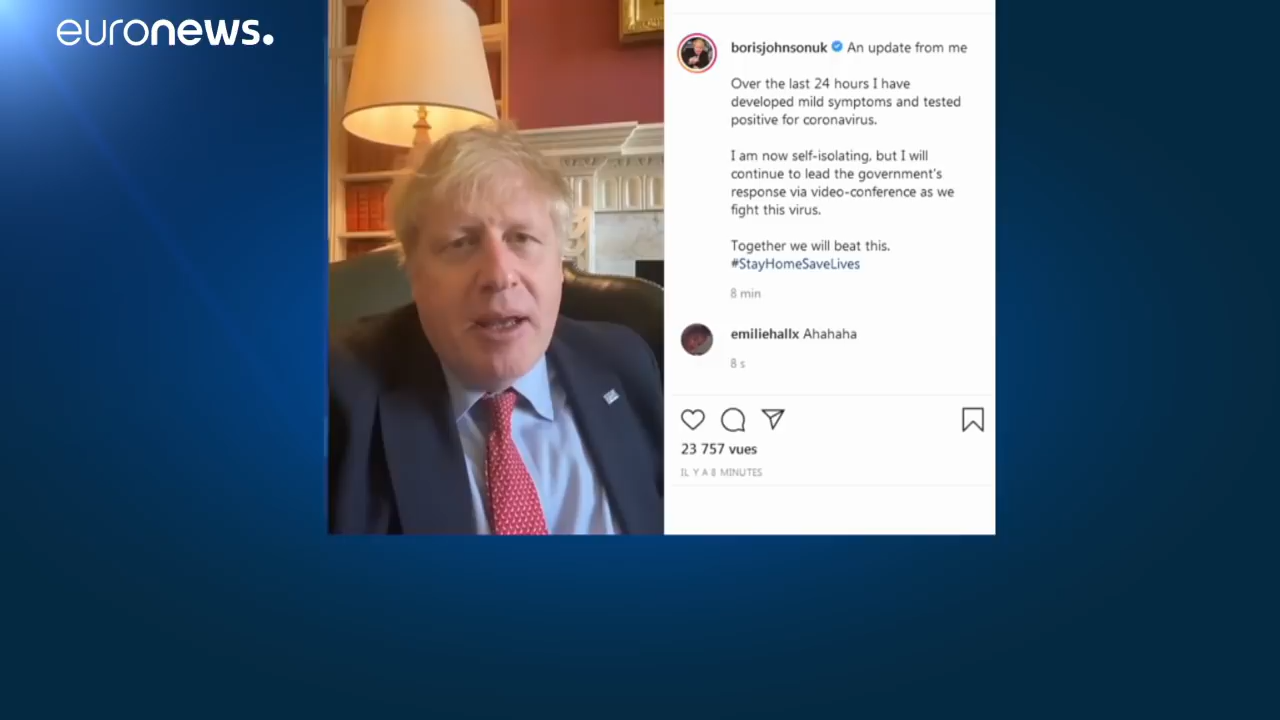 euronews.
borisjohnsonuk An update from me
Over the last 24 hours I have
developed mild symptoms and tested
positive for coronavirus.
I am now self-isolating, but I will
continue to lead the government's
response via video-conference as we
fight this virus.
Together we will beat this.
#StayHomeSaveLives
8 min
emiliehallx Ahahaha
8 s
23 757 vues
IL Y A 8 MINUTES